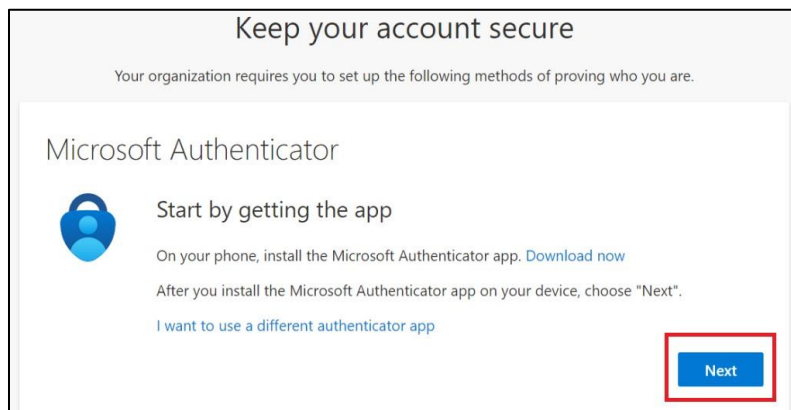 Keep your account secure
Your organization requires you to set up the following methods of proving who you are.
Microsoft Authenticator
Start by getting the app
On your phone, install the Microsoft Authenticator app. Download now
After you install the Microsoft Authenticator app on your device, choose "Next".
I want to use a different authenticator app
Next